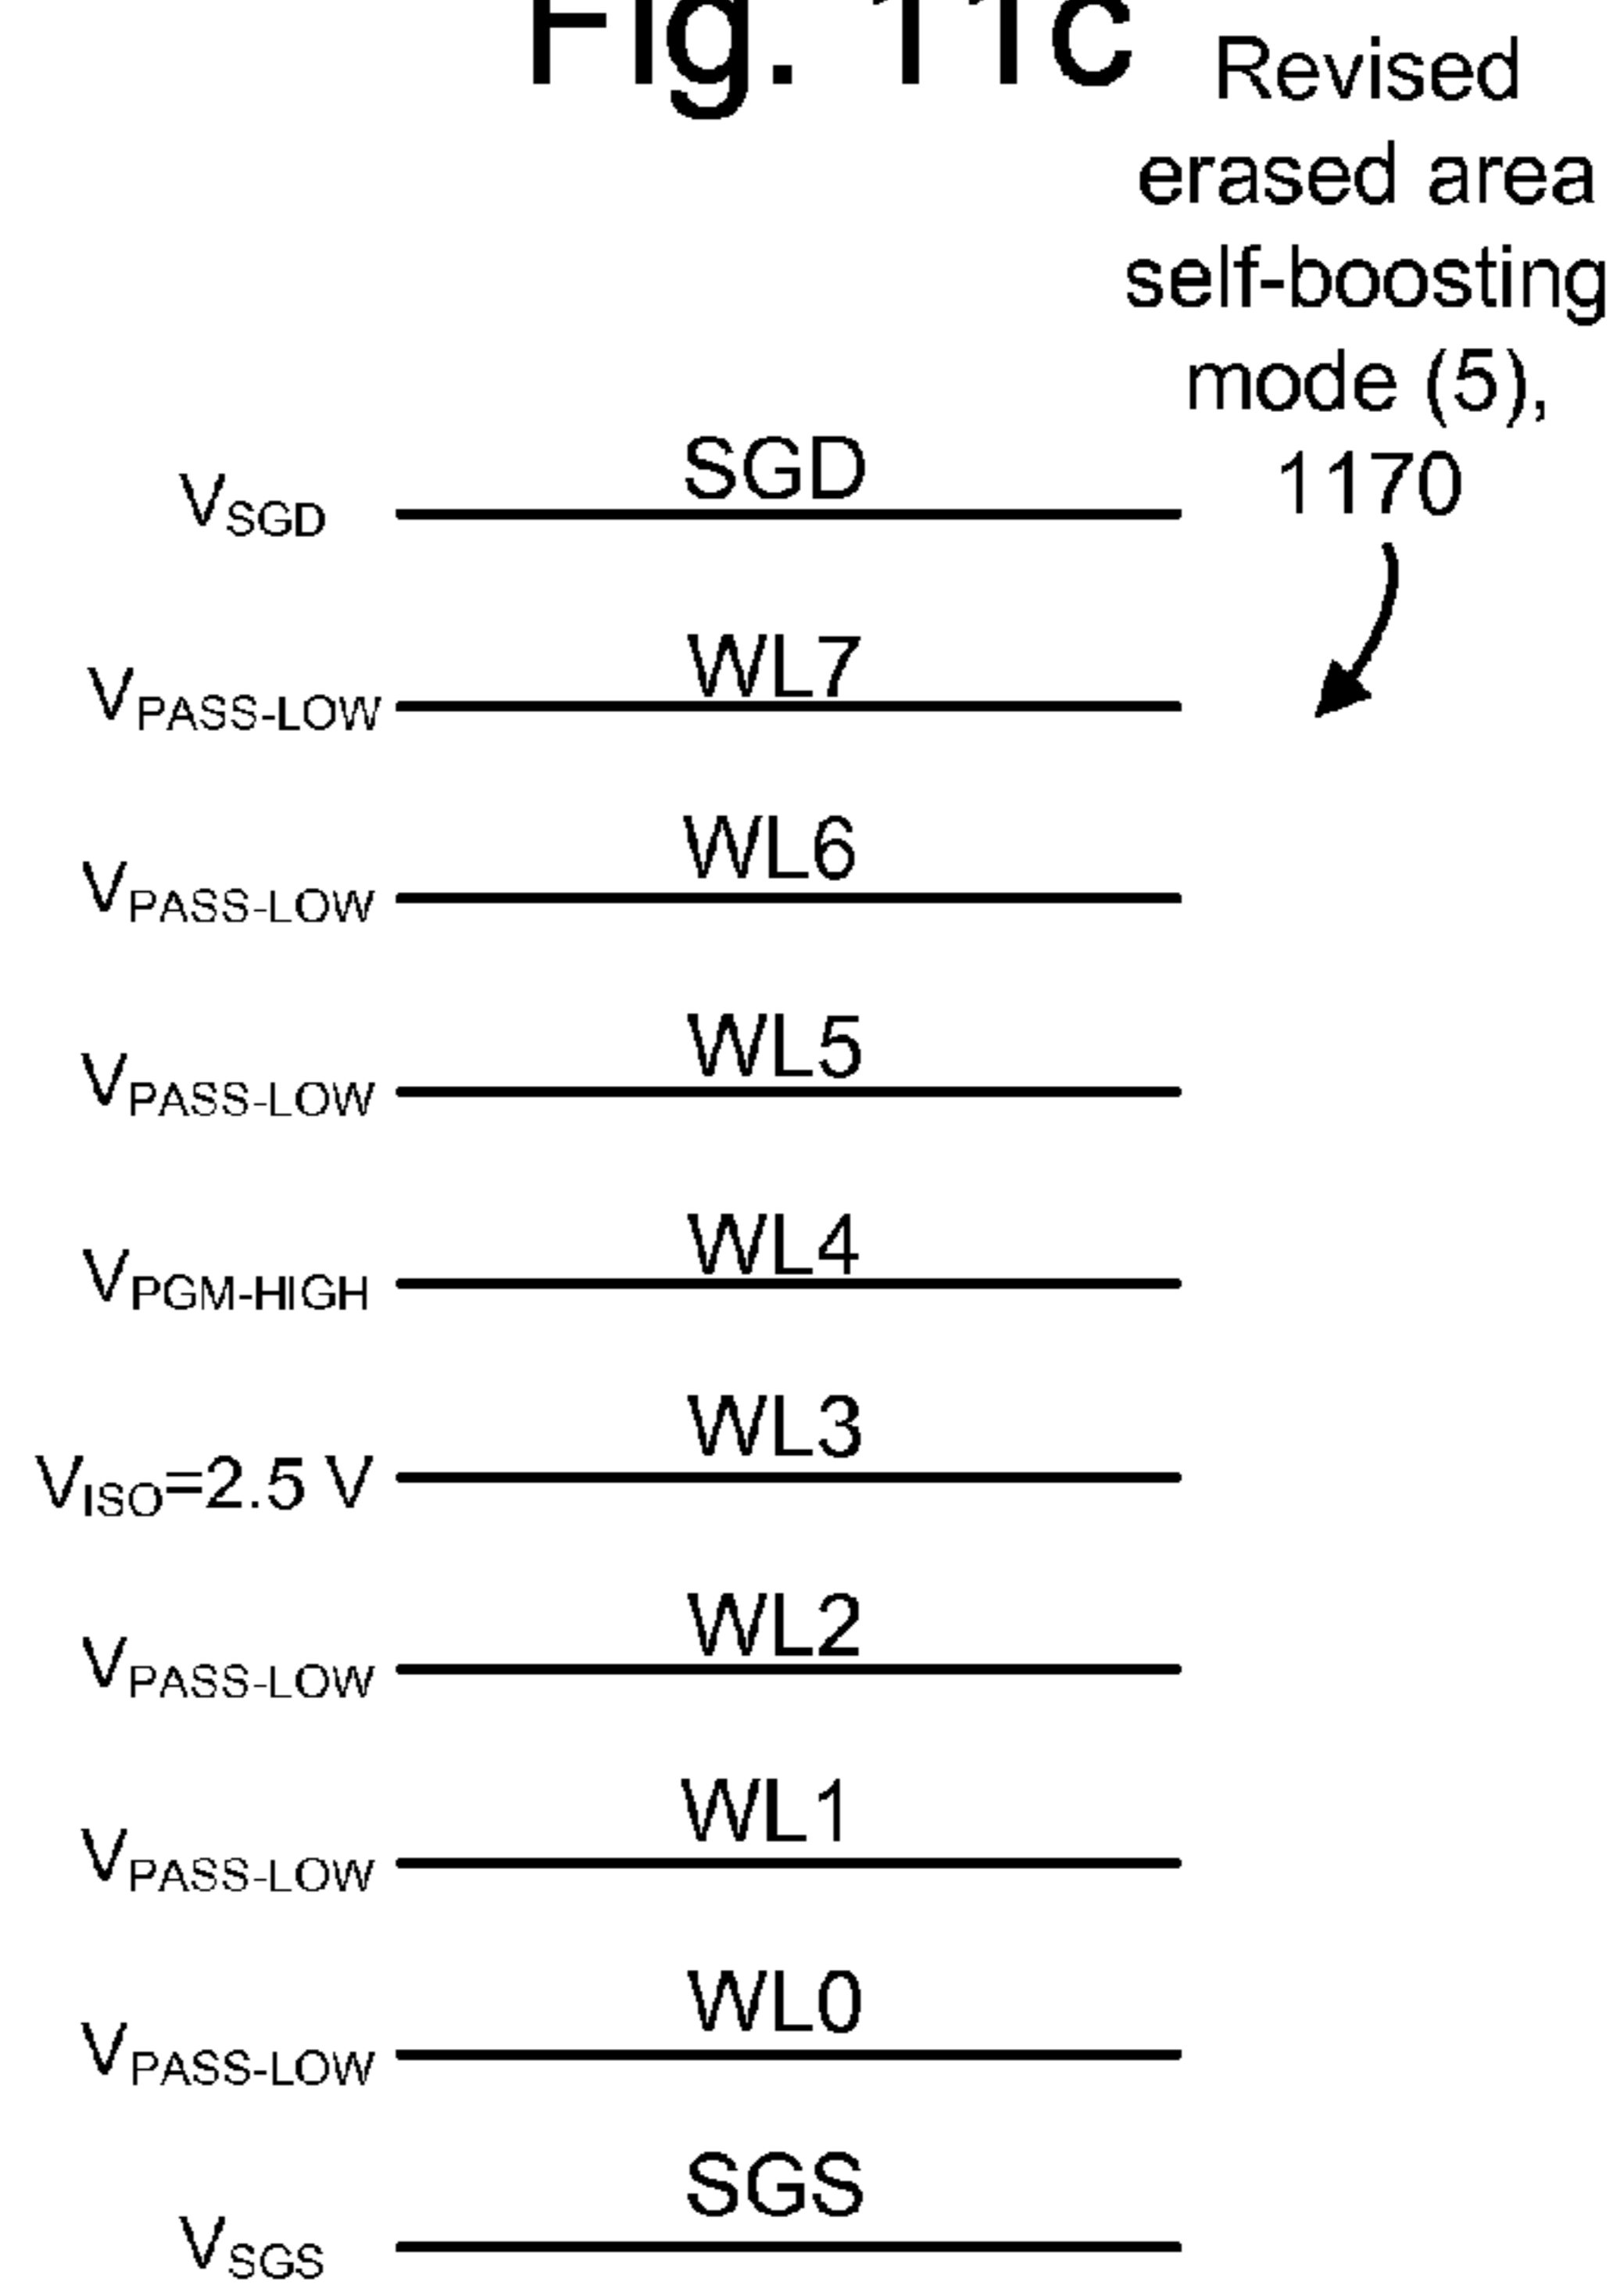 Fig. 11c
Revised
erased area
self-boosting
mode (5),
1170
SGD
VSGD
WL7
VPASS-LOW
WL6
VPASS-LOW
WL5
VPASS-LOW
WL4
VPGM-HIGH
WL3
VISO=2.5 V
WL2
VPASS-LOW
WL1
VPASS-LOW
WL0
VPASS-LOW
SGS
VSGS